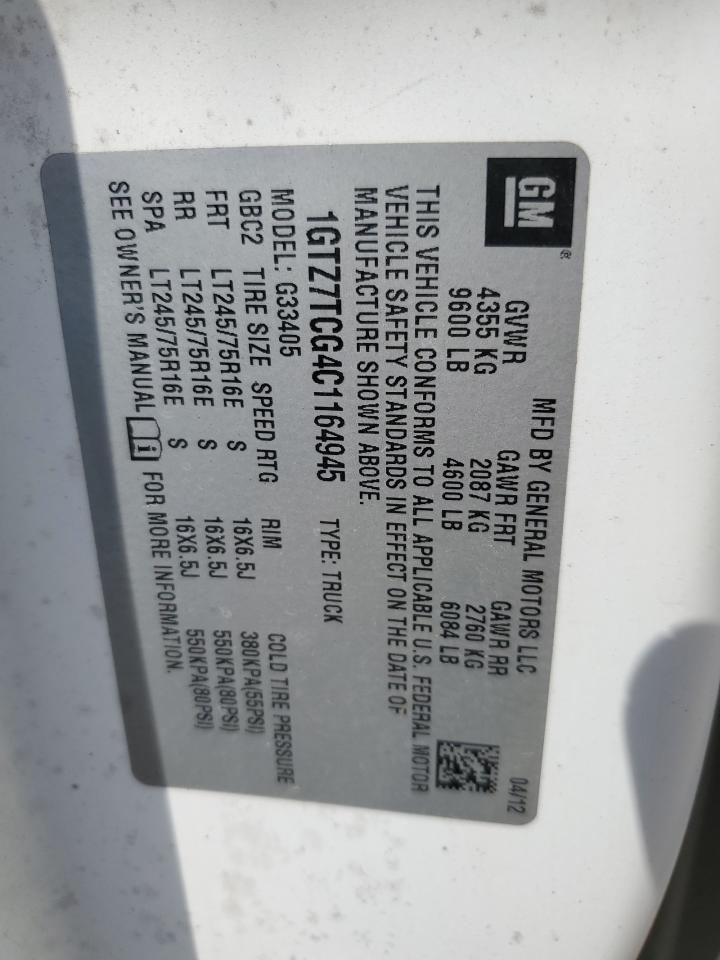 GM®
MFD BY GENERAL MOTORS LLC 04/12
GVWR GAWR FRT GAWR RR
4355 KG 2087 KG 2760 KG
9600 LB 4600 LB 6084 LB
THIS VEHICLE CONFORMS TO ALL APPLICABLE U.S. FEDERAL MOTOR
VEHICLE SAFETY STANDARDS IN EFFECT ON THE DATE OF
MANUFACTURE SHOWN ABOVE.
1GTZ7TCG4C1164945 TYPE: TRUCK
MODEL: G33405
GBC2 TIRE SIZE SPEED RTG RIM COLD TIRE PRESSURE
FRT LT245/75R16E S 16X6.5J 380KPA(55PSI)
RR LT245/75R16E S 16X6.5J 550KPA(80PSI)
SPA LT245/75R16E S 16X6.5J 550KPA(80PSI)
SEE OWNER'S MANUAL FOR MORE INFORMATION.